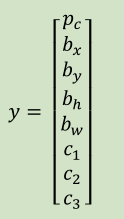 p_c
b_x
b_y
b_h
y = b_w
c_1
c_2
c_3